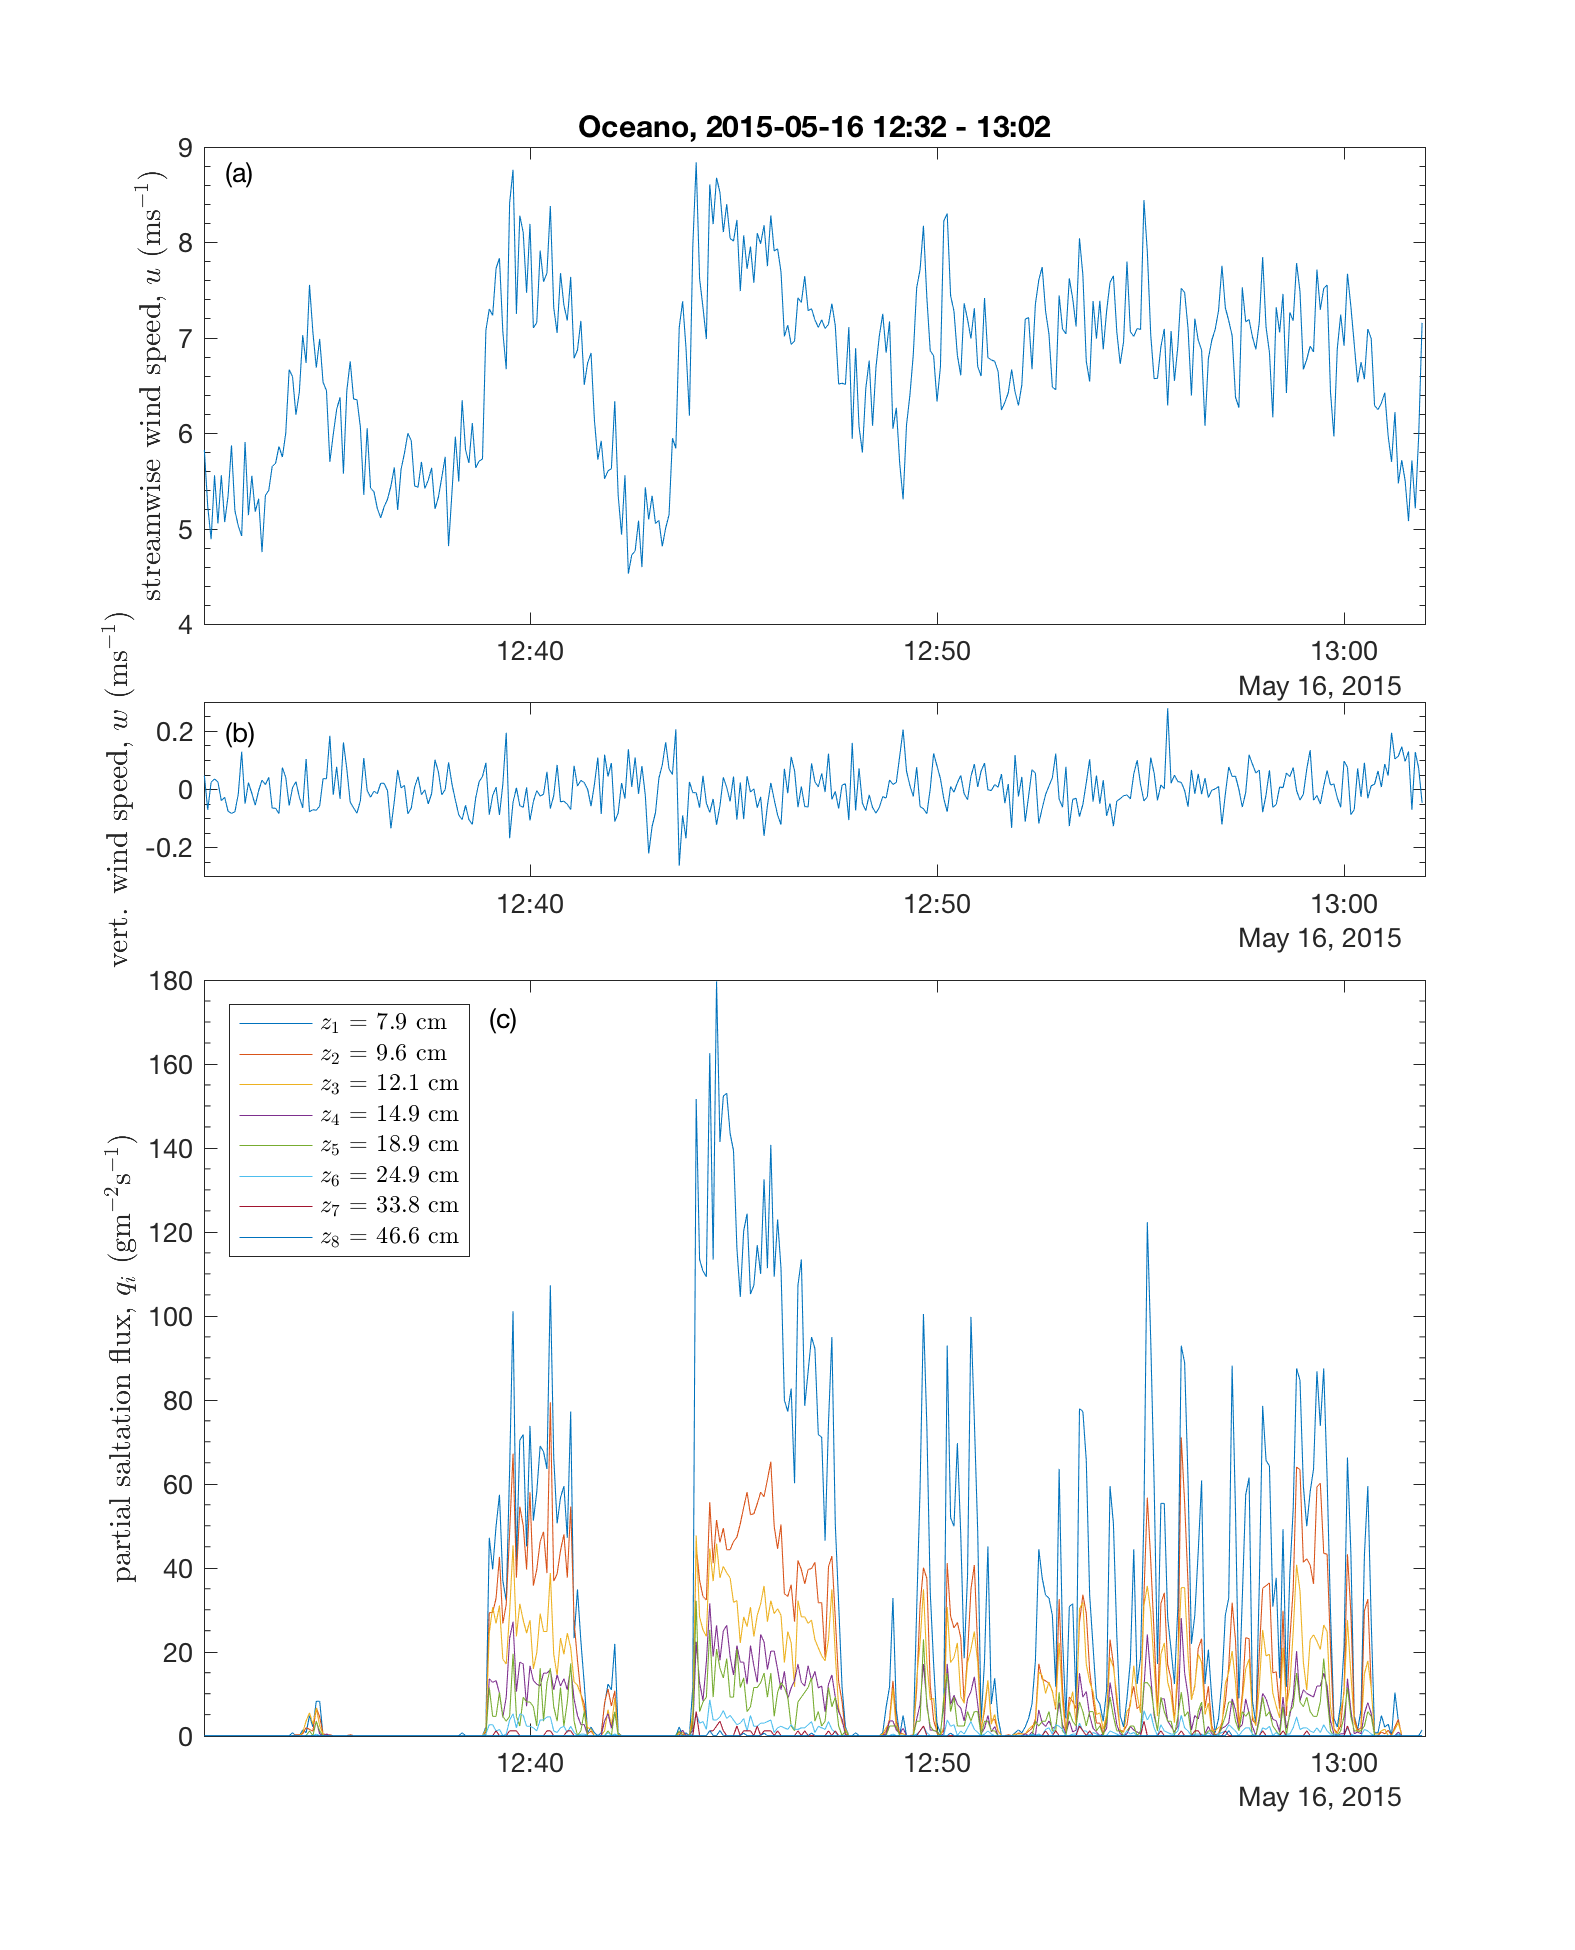 Oceano, 2015-05-16 12:32 - 13:02
(a)
streamwise wind speed, u (ms⁻¹)
9
8
7
6
5
4
12:40 12:50 13:00
May 16, 2015
(b)
vert. wind speed, w (ms⁻¹)
0.2
0
-0.2
12:40 12:50 13:00
May 16, 2015
(c)
partial saltation flux, qᵢ (gm⁻²s⁻¹)
180
160
140
120
100
80
60
40
20
0
z₁ = 7.9 cm
z₂ = 9.6 cm
z₃ = 12.1 cm
z₄ = 14.9 cm
z₅ = 18.9 cm
z₆ = 24.9 cm
z₇ = 33.8 cm
z₈ = 46.6 cm
12:40 12:50 13:00
May 16, 2015